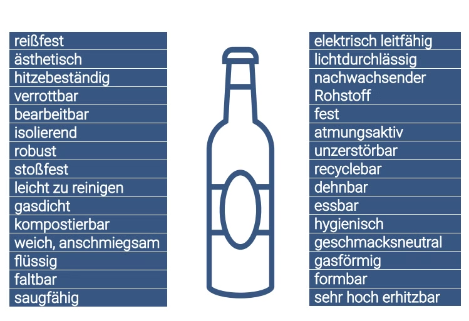 reißfest
ästhetisch
hitzebeständig
verrottbar
bearbeitbar
isolierend
robust
stoßfest
leicht zu reinigen
gasdicht
kompostierbar
weich, anschmiegsam
flüssig
faltbar
saugfähig
elektrisch leitfähig
lichtdurchlässig
nachwachsender
Rohstoff
fest
atmungsaktiv
unzerstörbar
recyclebar
dehnbar
essbar
hygienisch
geschmacksneutral
gasförmig
formbar
sehr hoch erhitzbar